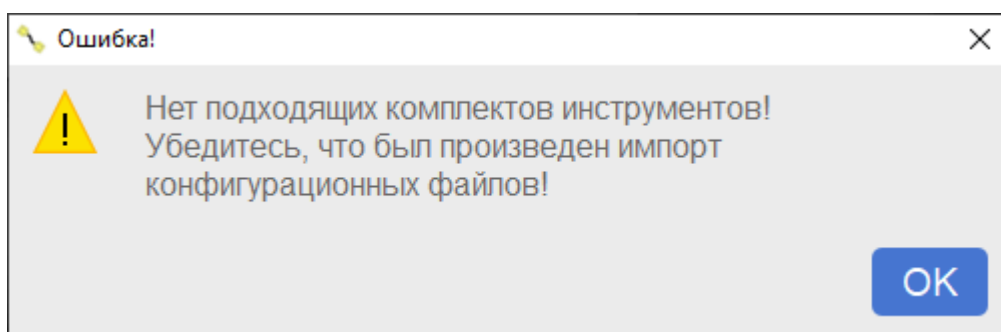 Ошибка!
Нет подходящих комплектов инструментов!
Убедитесь, что был произведен импорт
конфигурационных файлов!
OK